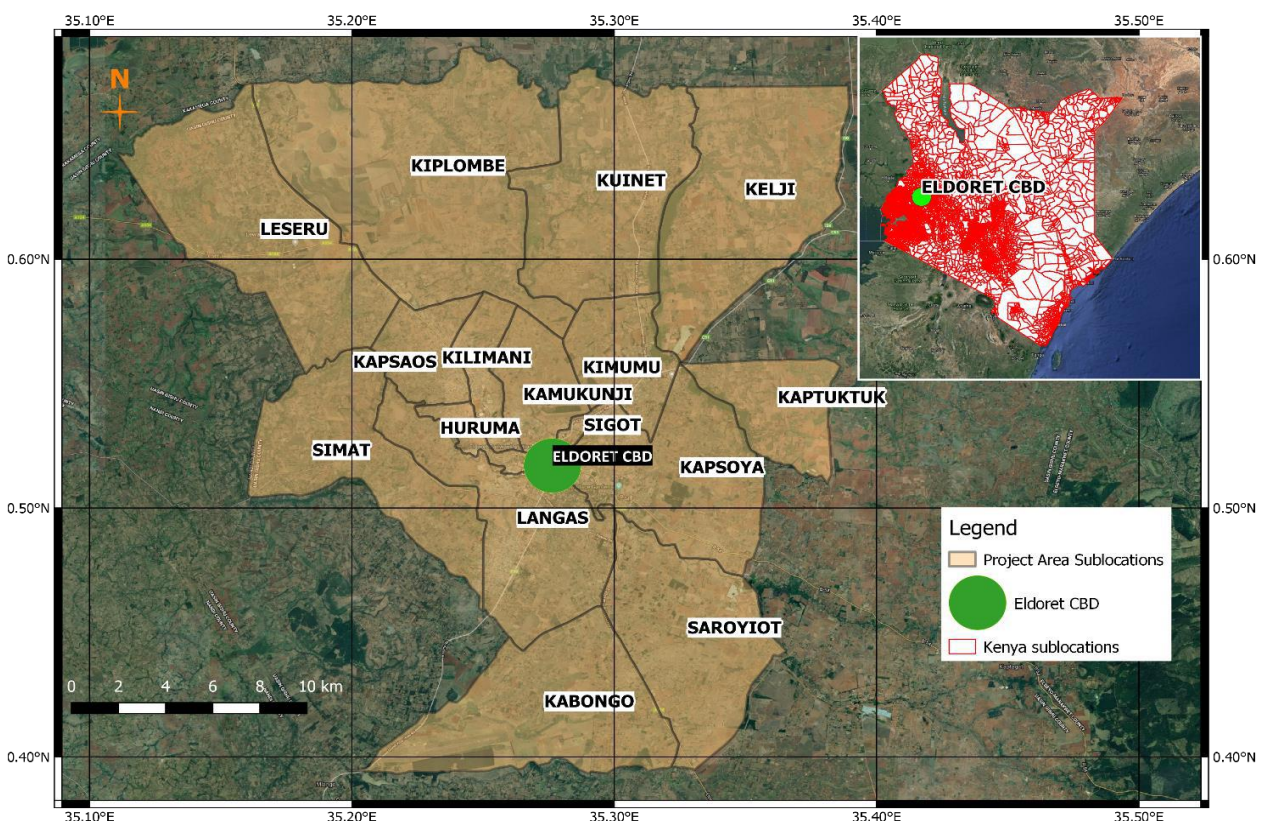 35.10°E
35.20°E
35.30°E
35.40°E
35.50°E
N
KAKAMEGA COUNTY
KIPLOMBE
KUINET
KELJI
LESERU
ELDORET CBD
0.60°N
0.60°N
KAPSAOS
KILIMANI
KIMUMU
KAMUKUNJI
KAPTUKTUK
HURUMA
SIGOT
SIMAT
ELDORET CBD
KAPSOYA
0.50°N
0.50°N
LANGAS
Legend
Project Area Sublocations
Eldoret CBD
Kenya sublocations
SAROYIOT
KABONGO
0 2 4 6 8 10 km
0.40°N
0.40°N
35.10°E
35.20°E
35.30°E
35.40°E
35.50°E